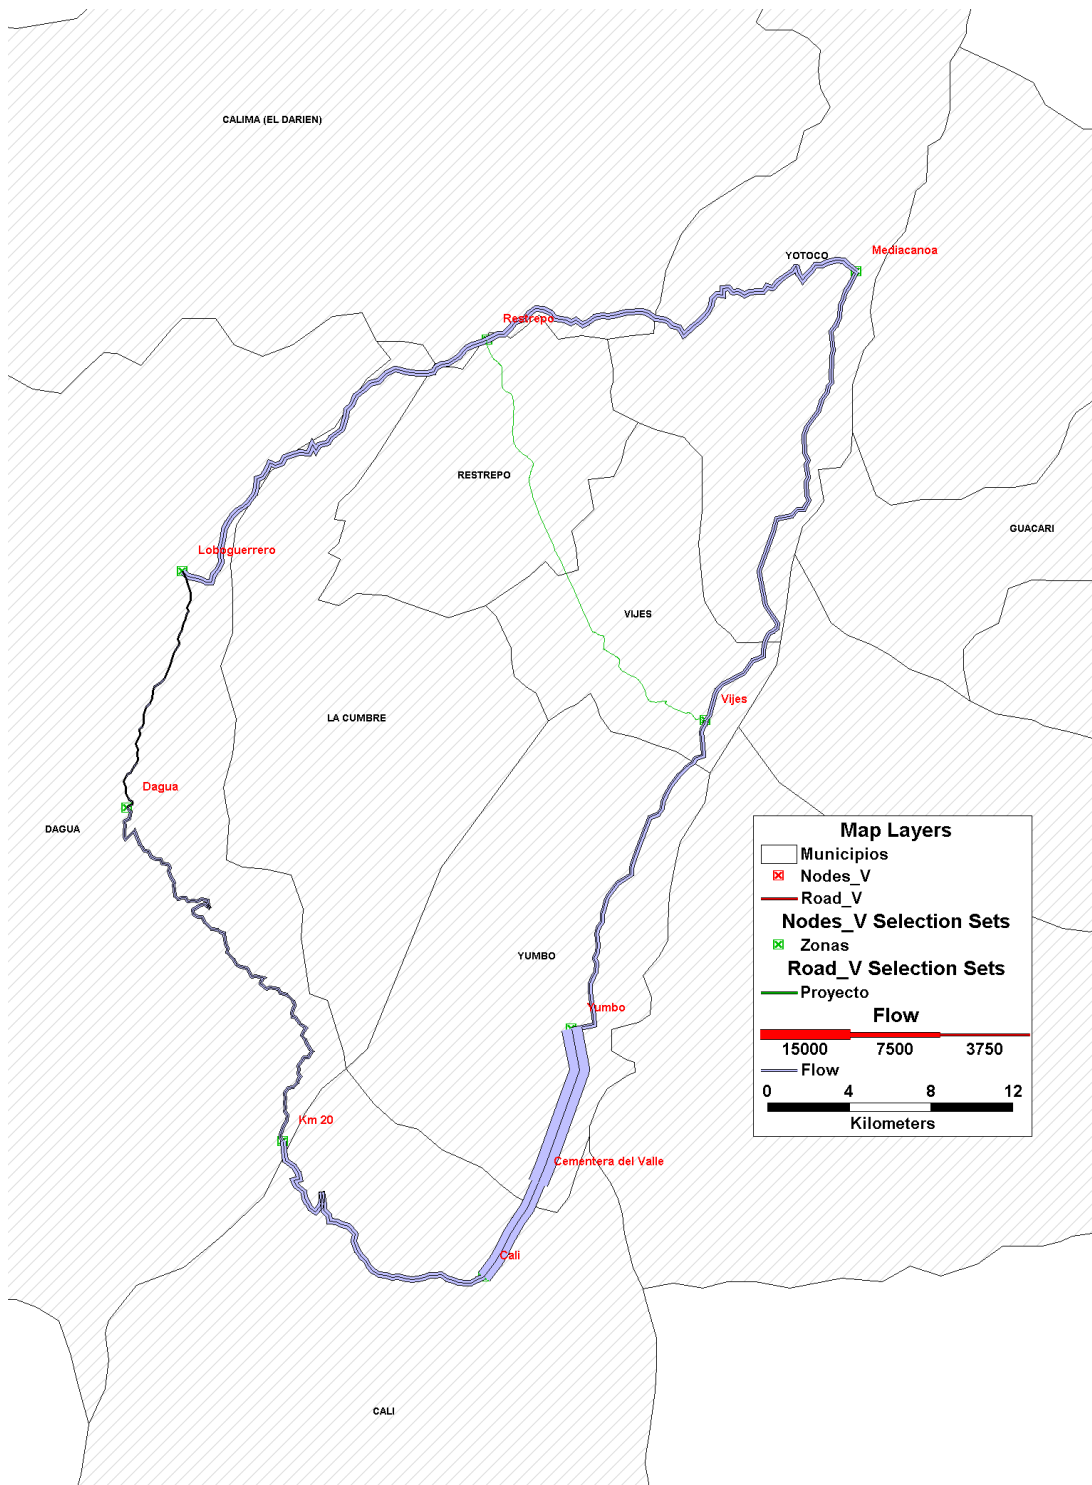 CALIMA (EL DARIEN)
Mediacanoa
YOTOCO
Restrepo
RESTREPO
GUACARI
Loboguerrero
VIJES
Vijes
LA CUMBRE
Dagua
DAGUA
YUMBO
Yumbo
Km 20
Cementera del Valle
Cali
CALI
Map Layers
Municipios
Nodes_V
Road_V
Nodes_V Selection Sets
Zonas
Road_V Selection Sets
Proyecto
Flow
15000 7500 3750
Flow
0 4 8 12
Kilometers